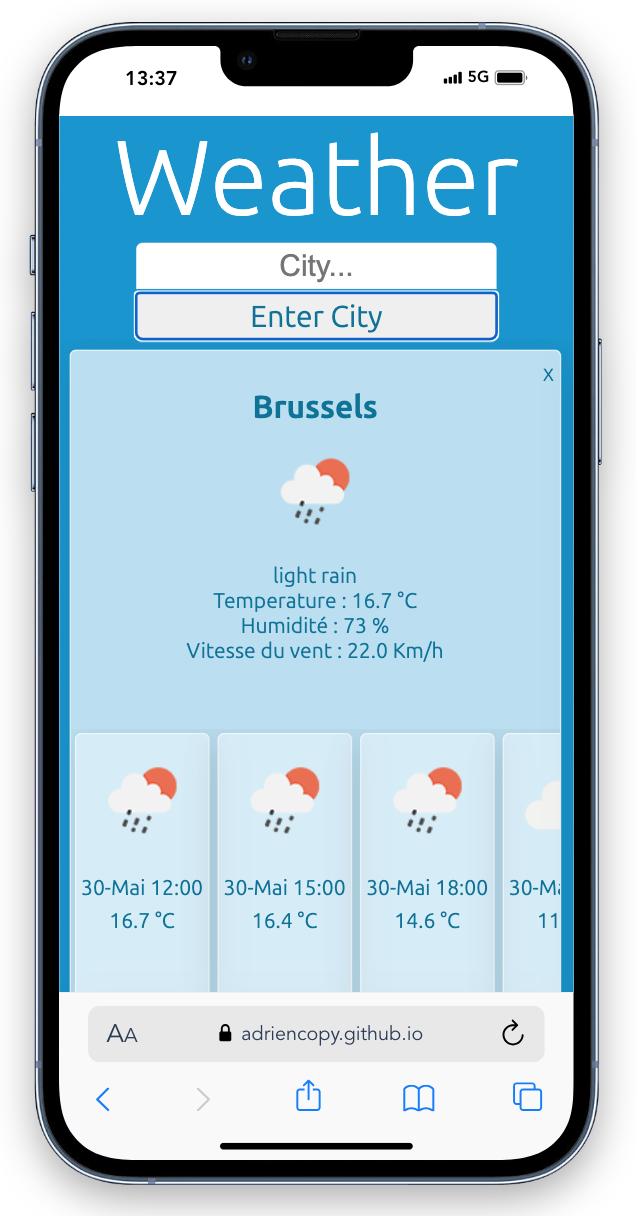 13:37
5G
Weather
City...
Enter City
X
Brussels
light rain
Temperature : 16.7 °C
Humidité : 73 %
Vitesse du vent : 22.0 Km/h
30-Mai 12:00 30-Mai 15:00 30-Mai 18:00 30-Ma
16.7 °C 16.4 °C 14.6 °C 11
AA adriencopy.github.io